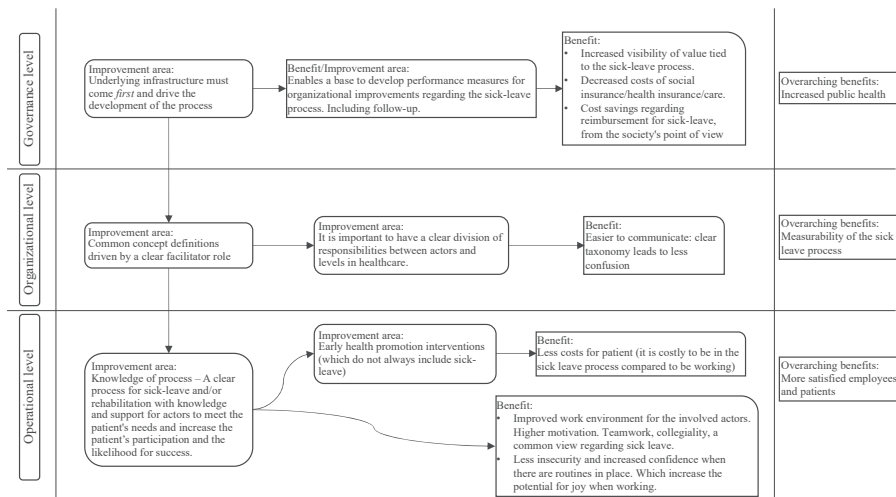 Governance level
Improvement area:
Underlying infrastructure must
come first and drive the
development of the process
Benefit/Improvement area:
Enables a base to develop performance measures for
organizational improvements regarding the sick-leave
process. Including follow-up.
Benefit:
• Increased visibility of value tied
to the sick-leave process.
• Decreased costs of social
insurance/health insurance/care.
• Cost savings regarding
reimbursement for sick-leave,
from the society's point of view
Overarching benefits:
Increased public health
Organizational level
Improvement area:
Common concept definitions
driven by a clear facilitator role
Improvement area:
It is important to have a clear division of
responsibilities between actors and
levels in healthcare.
Benefit:
Easier to communicate: clear
taxonomy leads to less
confusion
Overarching benefits:
Measurability of the sick
leave process
Operational level
Improvement area:
Knowledge of process – A clear
process for sick-leave and/or
rehabilitation with knowledge
and support for actors to meet the
patient's needs and increase the
patient's participation and the
likelihood for success.
Improvement area:
Early health promotion interventions
(which do not always include sick-
leave)
Benefit:
Less costs for patient (it is costly to be in the
sick leave process compared to be working)
Benefit:
• Improved work environment for the involved actors.
Higher motivation. Teamwork, collegiality, a
common view regarding sick leave.
• Less insecurity and increased confidence when
there are routines in place. Which increase the
potential for joy when working.
Overarching benefits:
More satisfied employees
and patients